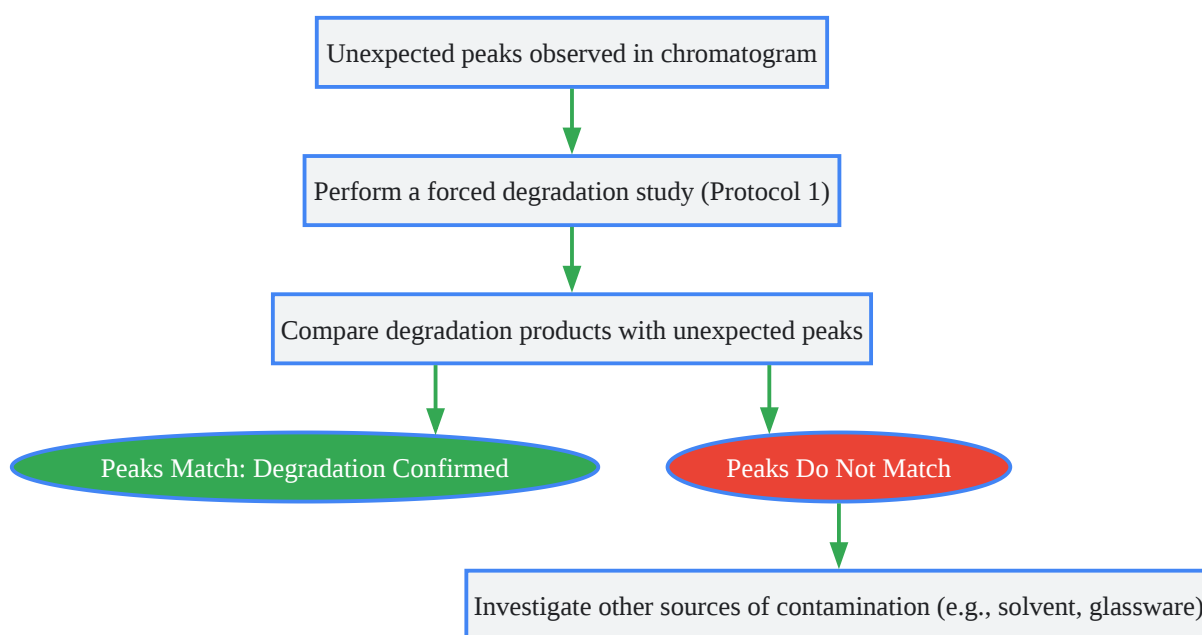 Unexpected peaks observed in chromatogram
Perform a forced degradation study (Protocol 1)
Compare degradation products with unexpected peaks
Peaks Match: Degradation Confirmed
Peaks Do Not Match
Investigate other sources of contamination (e.g., solvent, glassware)